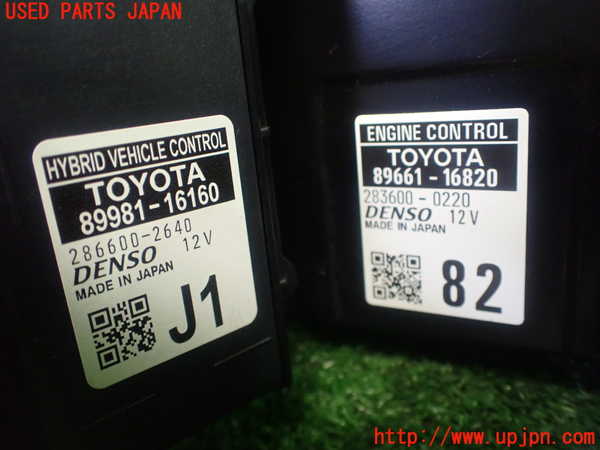 USED PARTS JAPAN
HYBRID VEHICLE CONTROL
TOYOTA
89981-16160
286600-2640
DENSO 12V
MADE IN JAPAN
J1
ENGINE CONTROL
TOYOTA
89661-16820
283600-0220
DENSO 12V
MADE IN JAPAN
82
http://www.upjpn.com